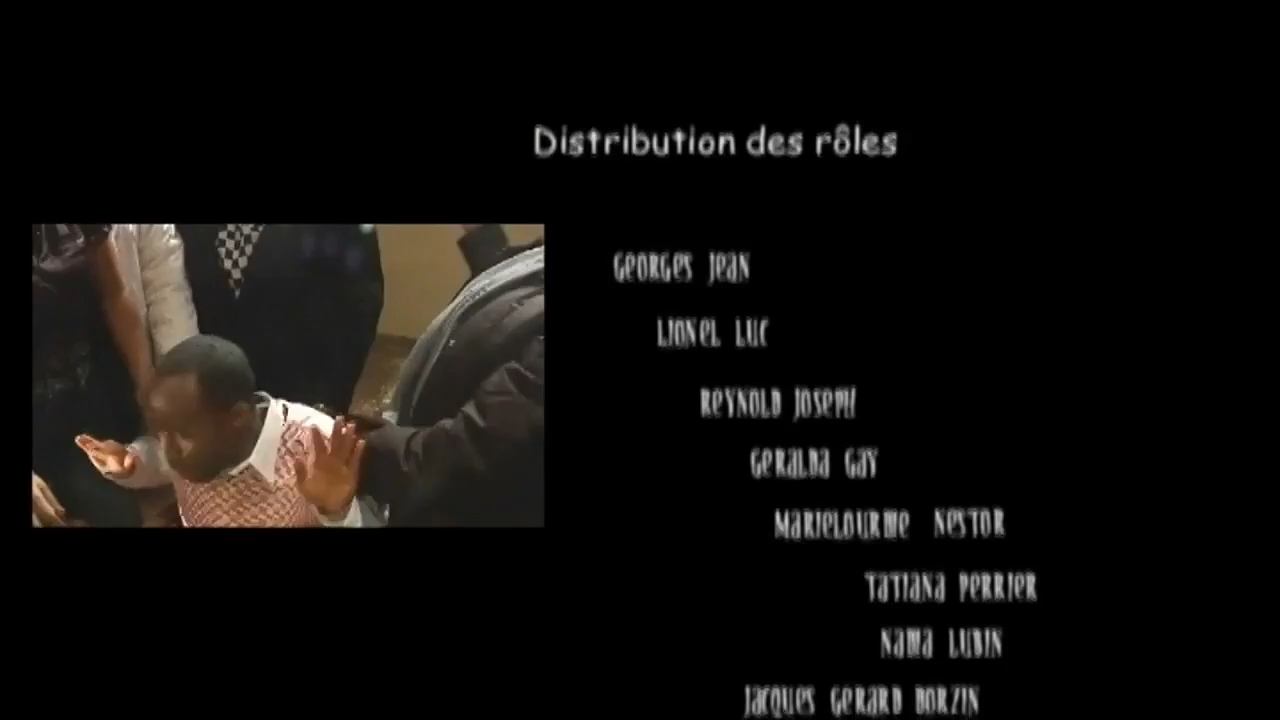 Distribution des rôles
Georges Jean
Lionel Luc
Reynold Joseph
Geralda Gay
Marielourme Nestor
Tatiana Perrier
Nama Lubin
Jacques Gerard Dorzin